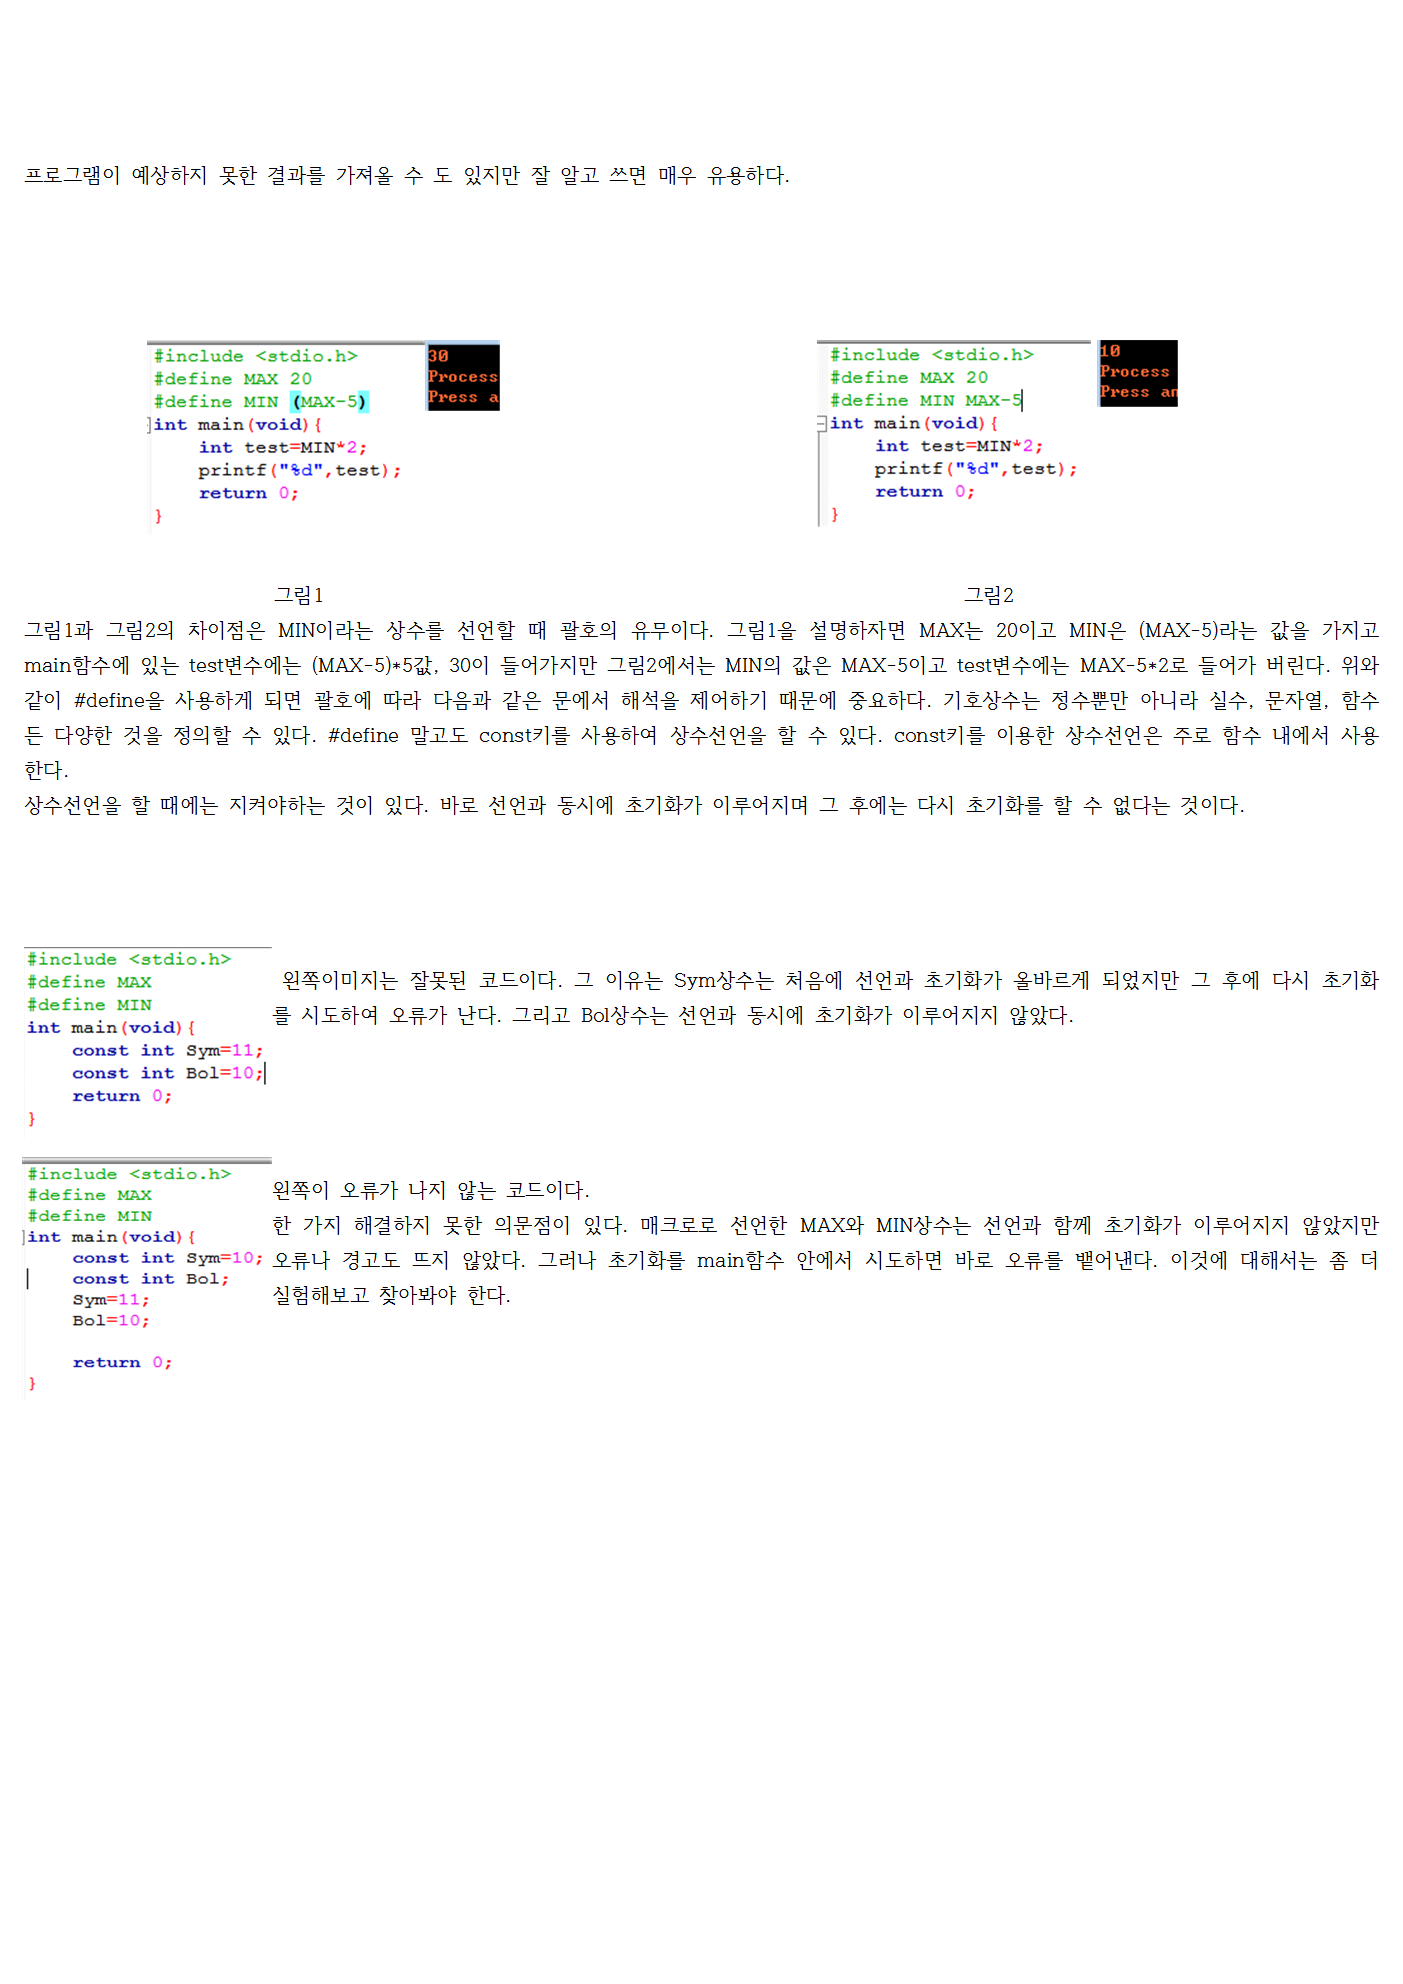 프로그램이 예상하지 못한 결과를 가져올 수 도 있지만 잘 알고 쓰면 매우 유용하다.
#include <stdio.h>
#define MAX 20
#define MIN (MAX-5)
int main(void){
int test=MIN*2;
printf("%d",test);
return 0;
}
30
Process
Press a
#include <stdio.h>
#define MAX 20
#define MIN MAX-5
int main(void){
int test=MIN*2;
printf("%d",test);
return 0;
}
10
Process
Press an
그림1
그림2
그림1과 그림2의 차이점은 MIN이라는 상수를 선언할 때 괄호의 유무이다. 그림1을 설명하자면 MAX는 20이고 MIN은 (MAX-5)라는 값을 가지고
main함수에 있는 test변수에는 (MAX-5)*5값, 30이 들어가지만 그림2에서는 MIN의 값은 MAX-5이고 test변수에는 MAX-5*2로 들어가 버린다. 위와
같이 #define을 사용하게 되면 괄호에 따라 다음과 같은 문에서 해석을 제어하기 때문에 중요하다. 기호상수는 정수뿐만 아니라 실수, 문자열, 함수
든 다양한 것을 정의할 수 있다. #define 말고도 const키를 사용하여 상수선언을 할 수 있다. const키를 이용한 상수선언은 주로 함수 내에서 사용
한다.
상수선언을 할 때에는 지켜야하는 것이 있다. 바로 선언과 동시에 초기화가 이루어지며 그 후에는 다시 초기화를 할 수 없다는 것이다.
#include <stdio.h>
#define MAX
#define MIN
int main(void){
const int Sym=11;
const int Bol=10;
return 0;
}
왼쪽이미지는 잘못된 코드이다. 그 이유는 Sym상수는 처음에 선언과 초기화가 올바르게 되었지만 그 후에 다시 초기화
를 시도하여 오류가 난다. 그리고 Bol상수는 선언과 동시에 초기화가 이루어지지 않았다.
#include <stdio.h>
#define MAX
#define MIN
int main(void){
const int Sym=10;
const int Bol;
Sym=11;
Bol=10;
return 0;
}
왼쪽이 오류가 나지 않는 코드이다.
한 가지 해결하지 못한 의문점이 있다. 매크로로 선언한 MAX와 MIN상수는 선언과 함께 초기화가 이루어지지 않았지만
오류나 경고도 뜨지 않았다. 그러나 초기화를 main함수 안에서 시도하면 바로 오류를 뱉어낸다. 이것에 대해서는 좀 더
실험해보고 찾아봐야 한다.